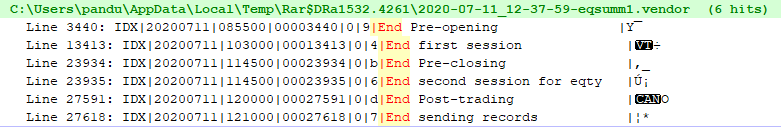 C:\Users\pandu\AppData\Local\Temp\Rar$DRa1532.4261\2020-07-11_12-37-59-eqsumm1.vendor (6 hits)
Line 3440: IDX|20200711|085500|00003440|0|9|End Pre-opening |Y¯
Line 13413: IDX|20200711|103000|00013413|0|4|End first session |VT÷
Line 23934: IDX|20200711|114500|00023934|0|b|End Pre-closing |,_
Line 23935: IDX|20200711|114500|00023935|0|6|End second session for eqty |Ú¡
Line 27591: IDX|20200711|120000|00027591|0|d|End Post-trading |CANO
Line 27618: IDX|20200711|121000|00027618|0|7|End sending records |¦*